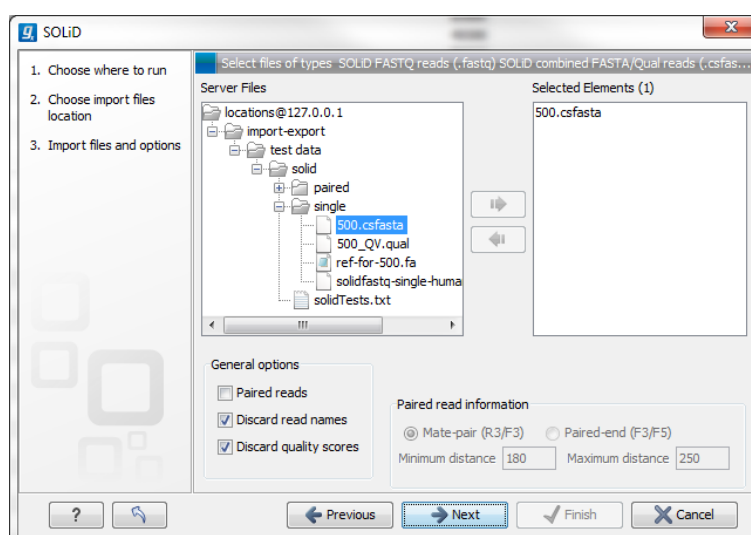 SOLiD
1. Choose where to run
2. Choose import files
location
3. Import files and options
Select files of types SOLiD FASTQ reads (.fastq) SOLiD combined FASTA/Qual reads (.csfas...
Server Files
locations@127.0.0.1
import-export
test data
solid
paired
single
500.csfasta
500_QV.qual
ref-for-500.fa
solidfastq-single-huma
solidTests.txt
Selected Elements (1)
500.csfasta
General options
Paired reads
Discard read names
Discard quality scores
Paired read information
Mate-pair (R3/F3) Paired-end (F3/F5)
Minimum distance 180 Maximum distance 250
? Previous Next Finish Cancel